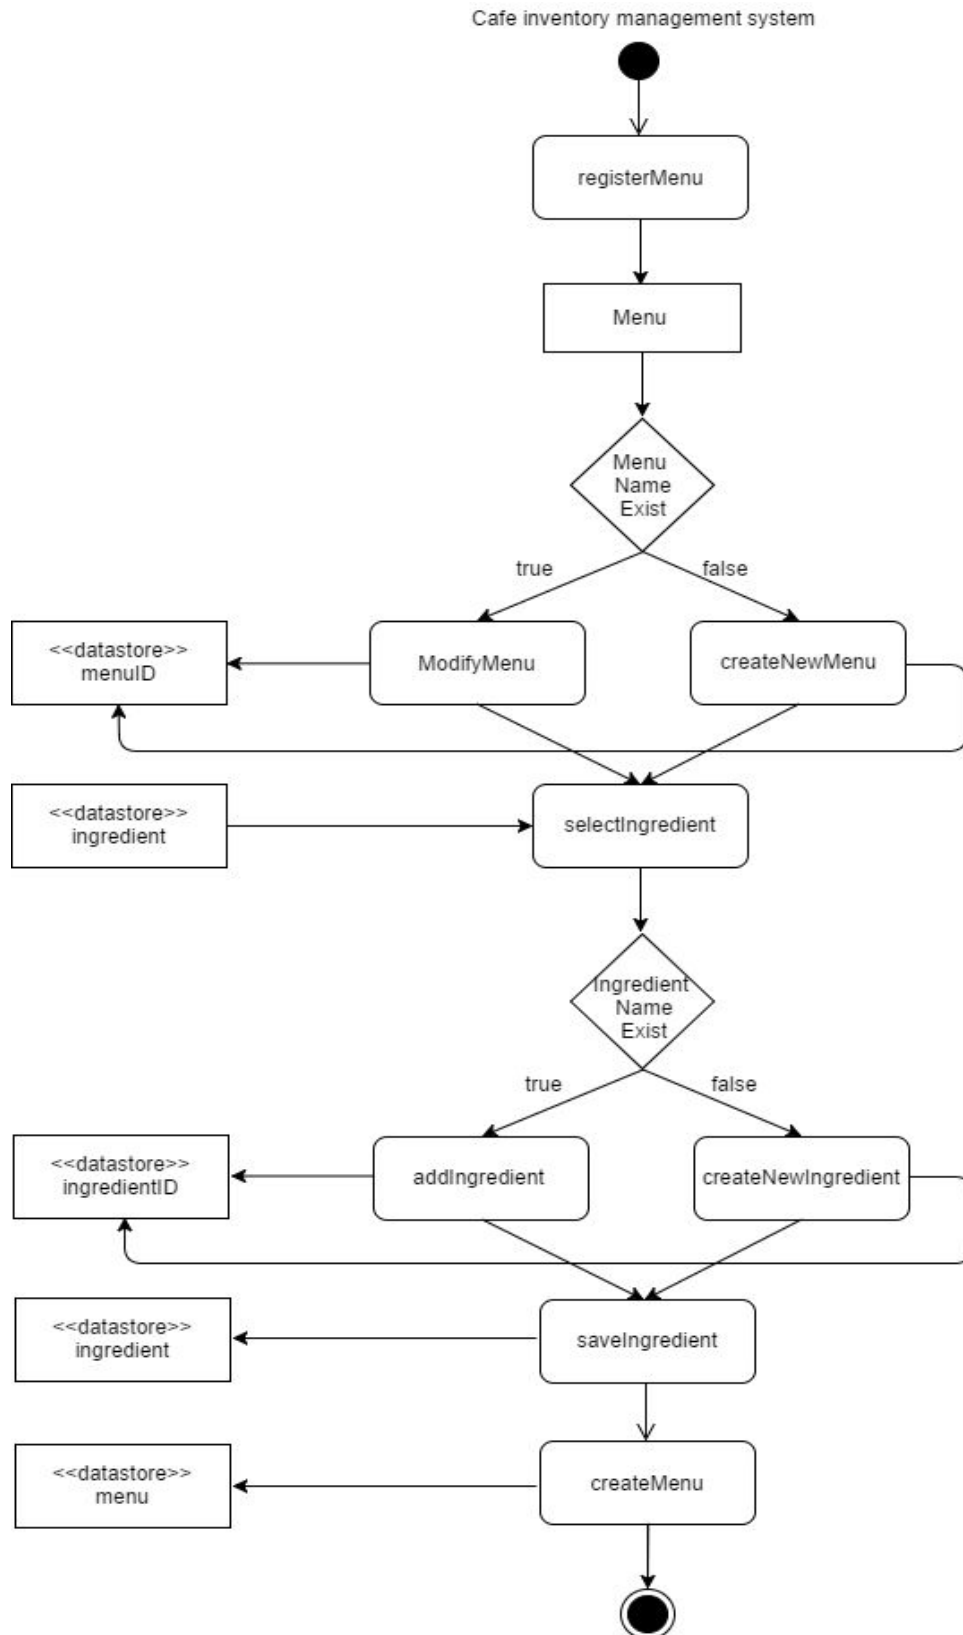 Cafe inventory management system
registerMenu
Menu
Menu
Name
Exist
true
false
<<datastore>>
menuID
ModifyMenu
createNewMenu
<<datastore>>
ingredient
selectIngredient
Ingredient
Name
Exist
true
false
<<datastore>>
ingredientID
addIngredient
createNewIngredient
<<datastore>>
ingredient
saveIngredient
<<datastore>>
menu
createMenu